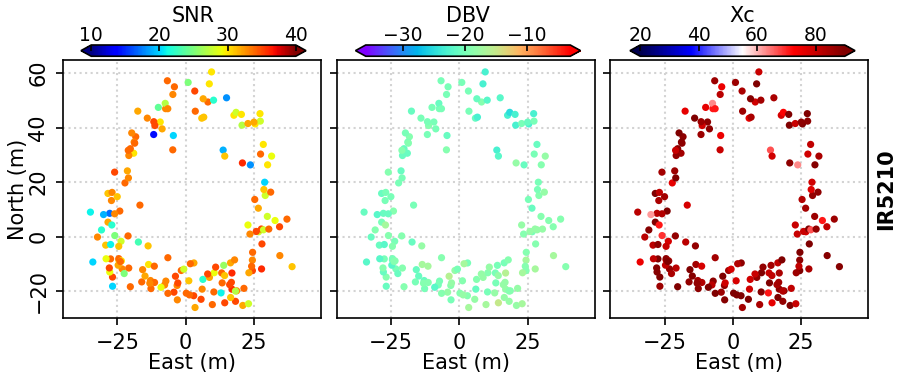 SNR DBV Xc
10 20 30 40 −30 −20 −10 20 40 60 80
60
40
20
0
−20
North (m)
IR5210
−25 0 25 −25 0 25 −25 0 25
East (m) East (m) East (m)